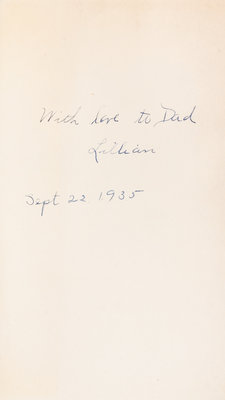 With love to Dad
Lillian
Sept 22 1935